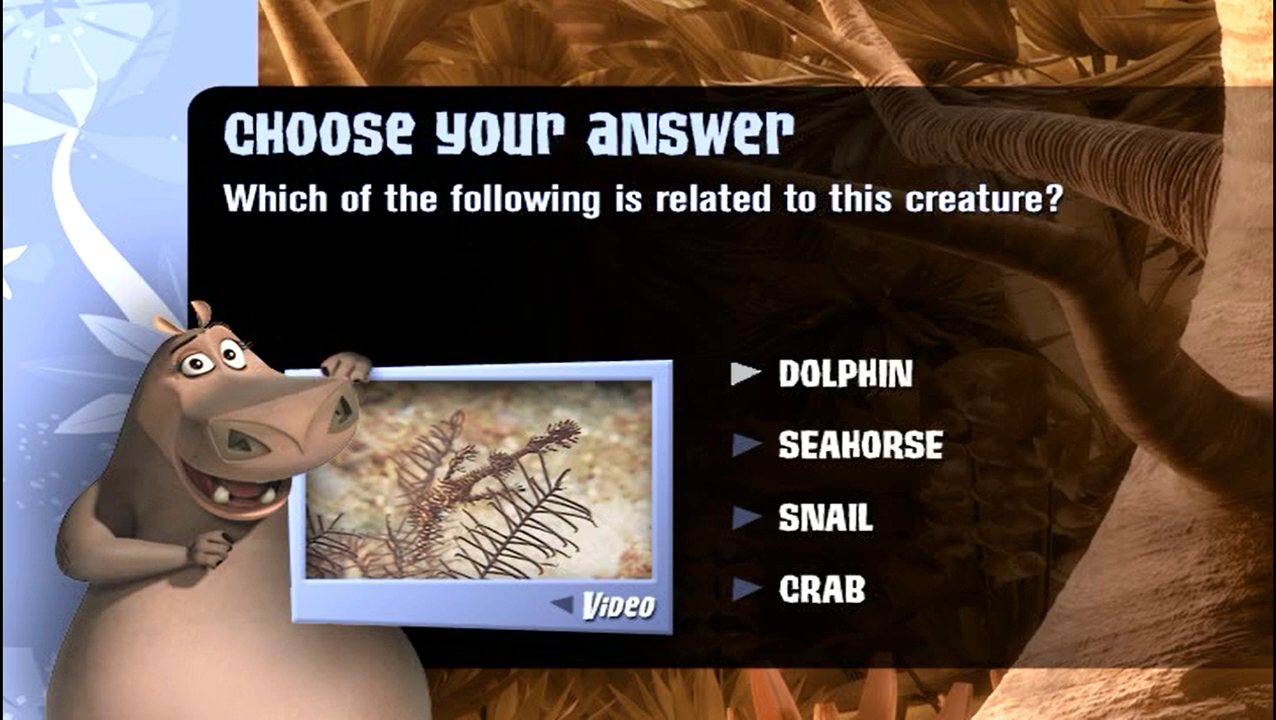 CHOOSE YOUR ANSWER
Which of the following is related to this creature?
DOLPHIN
SEAHORSE
SNAIL
CRAB
VIDEO